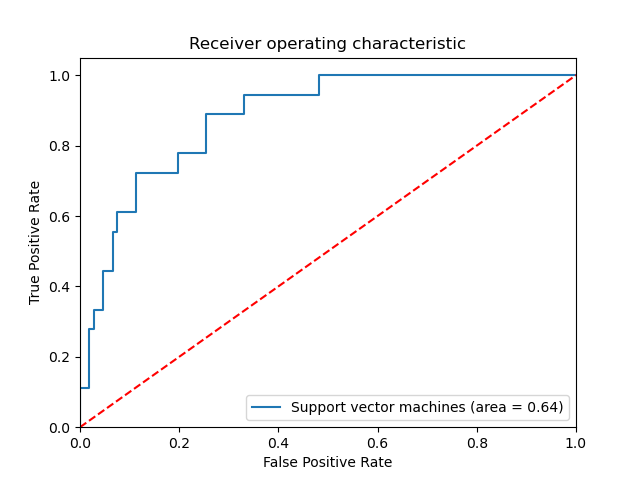 Receiver operating characteristic
1.0
0.8
0.6
0.4
0.2
0.0
True Positive Rate
Support vector machines (area = 0.64)
0.0 0.2 0.4 0.6 0.8 1.0
False Positive Rate